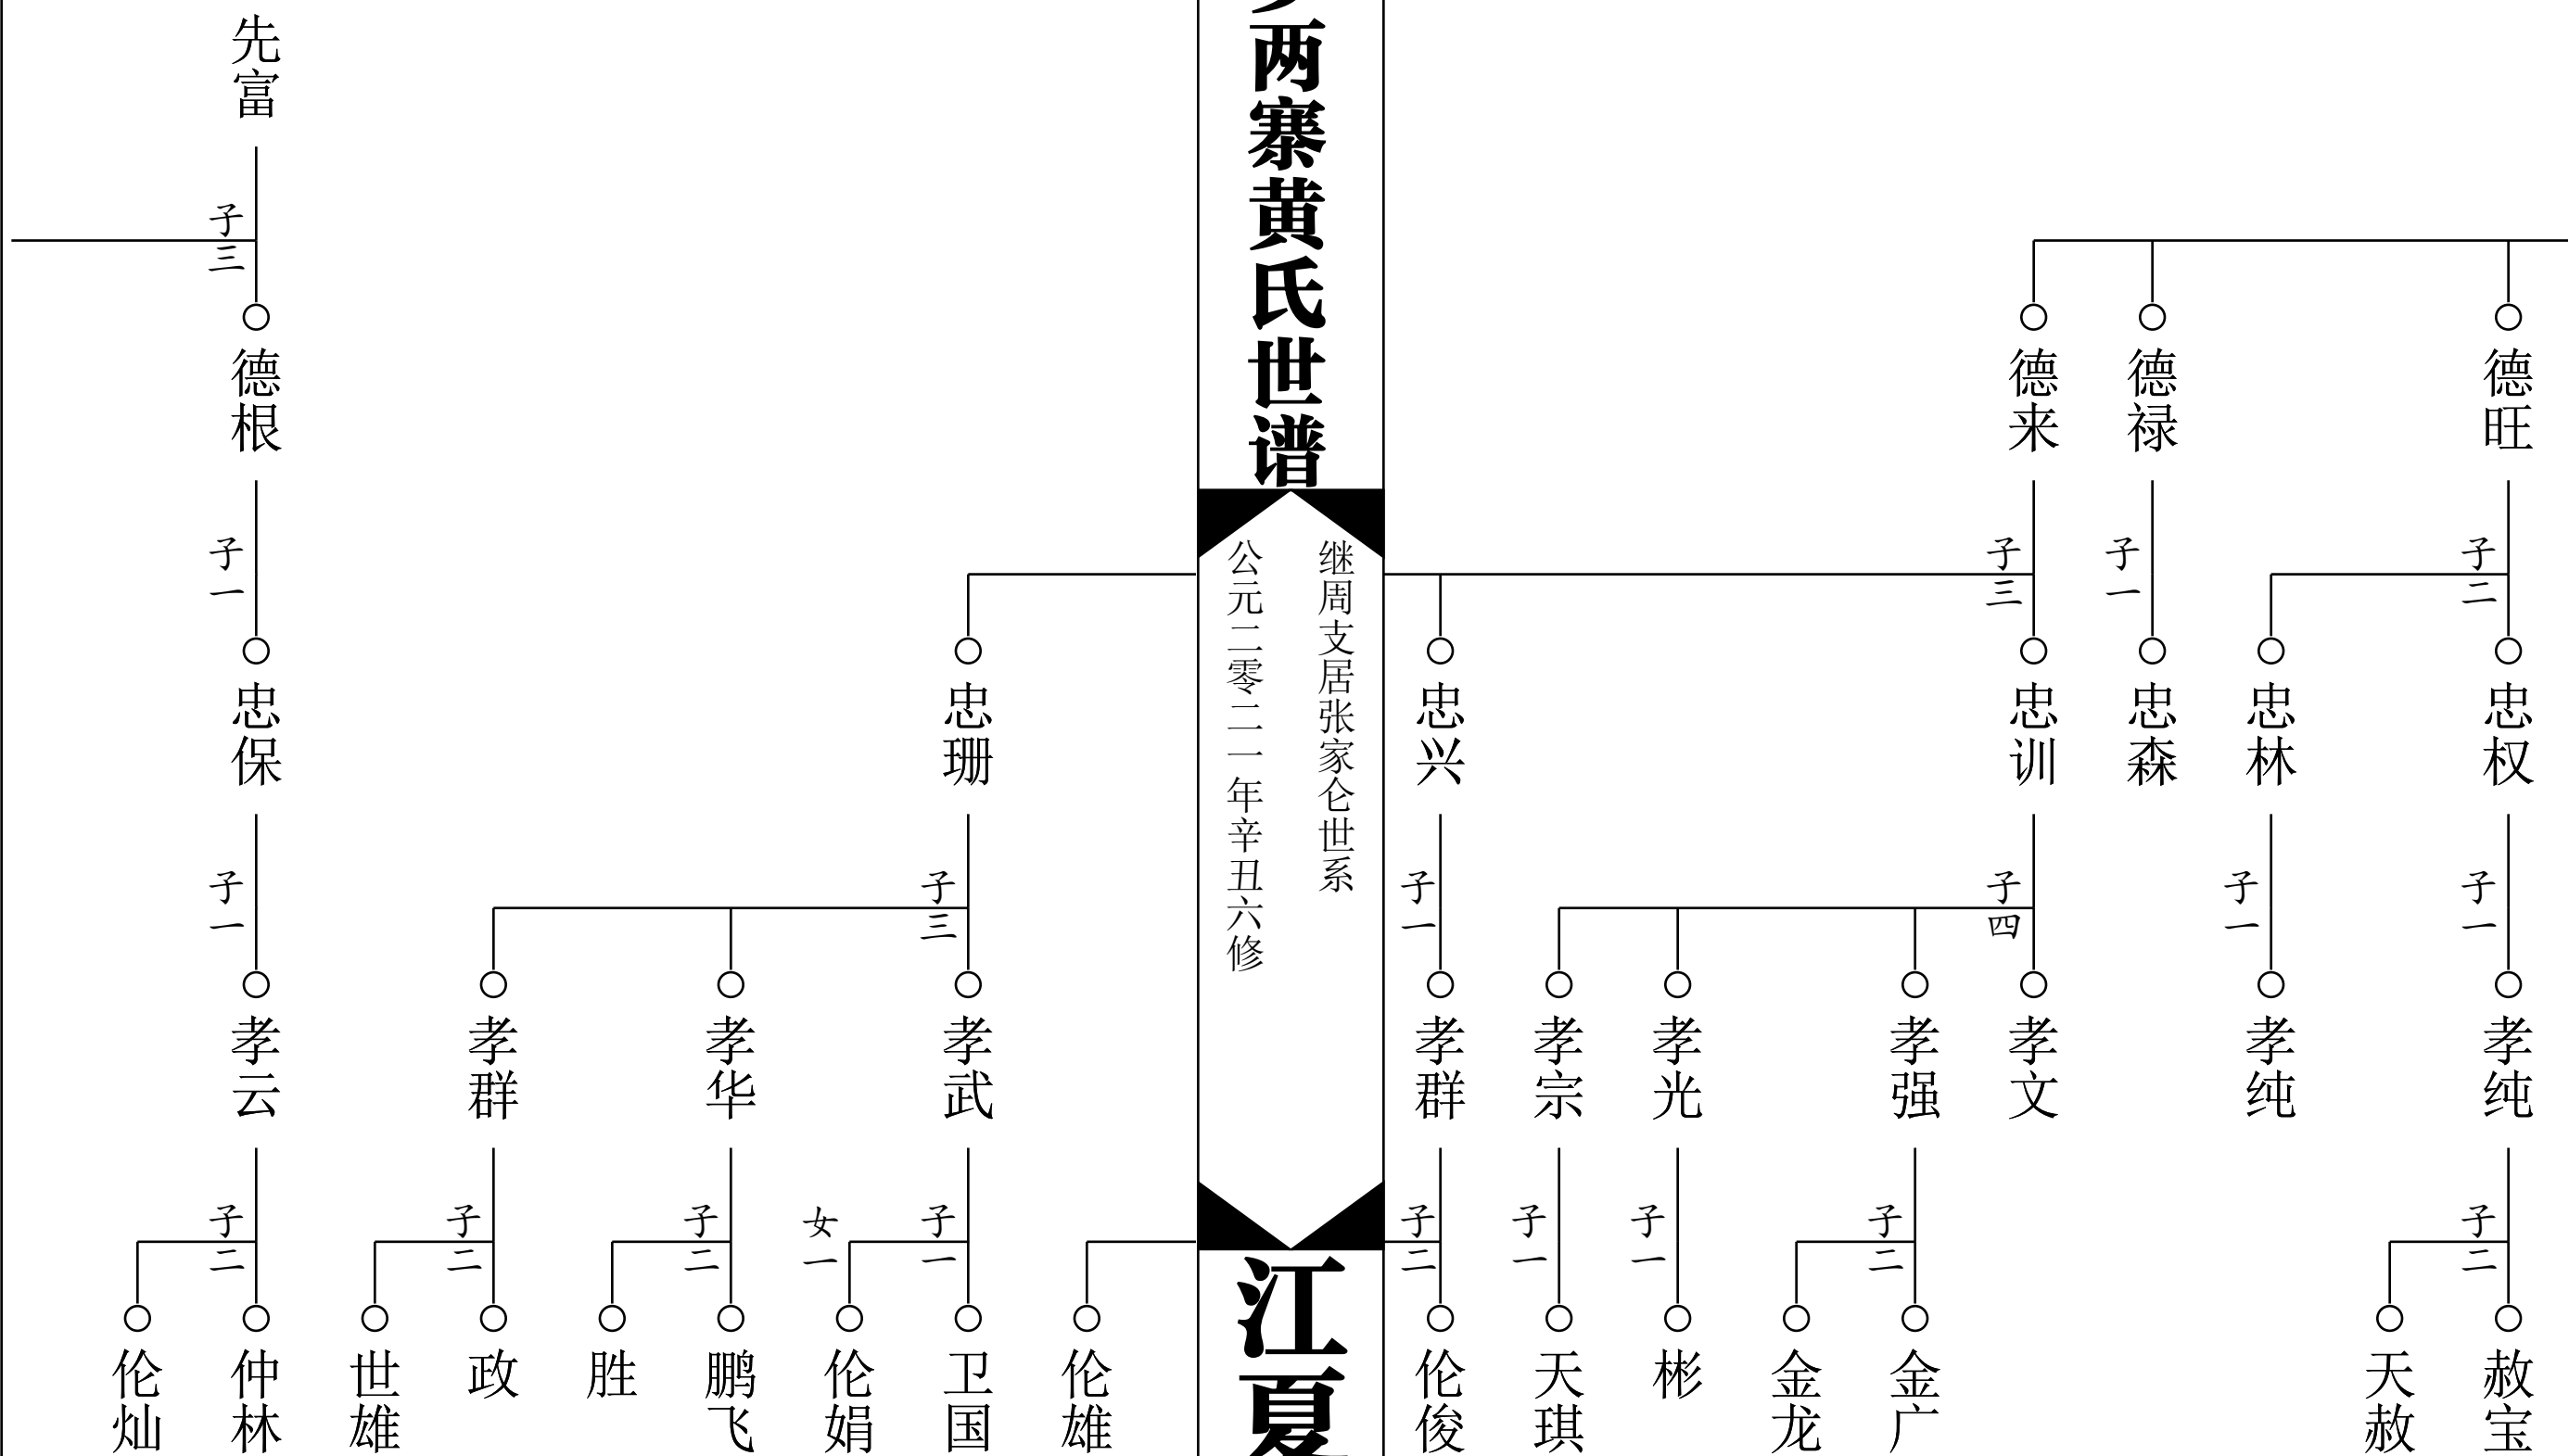 德旺
德禄
德来
子二
子一
子三
忠权
忠林
忠森
忠训
忠兴
子一
子一
子四
子一
孝纯
孝纯
孝文
孝强
孝光
孝宗
孝群
子二
子二
子一
子一
子二
赦宝
天赦
金广
金龙
彬
天琪
伦俊
两寨黄氏世谱
继周支居张家仑世系
公元二零二一年辛丑六修
江夏
先富
子三
德根
子一
忠珊
忠保
子三
子一
孝武
孝华
孝群
孝云
子一
女一
子二
子二
子二
伦雄
卫国
伦娟
鹏飞
胜
政
世雄
仲林
伦灿